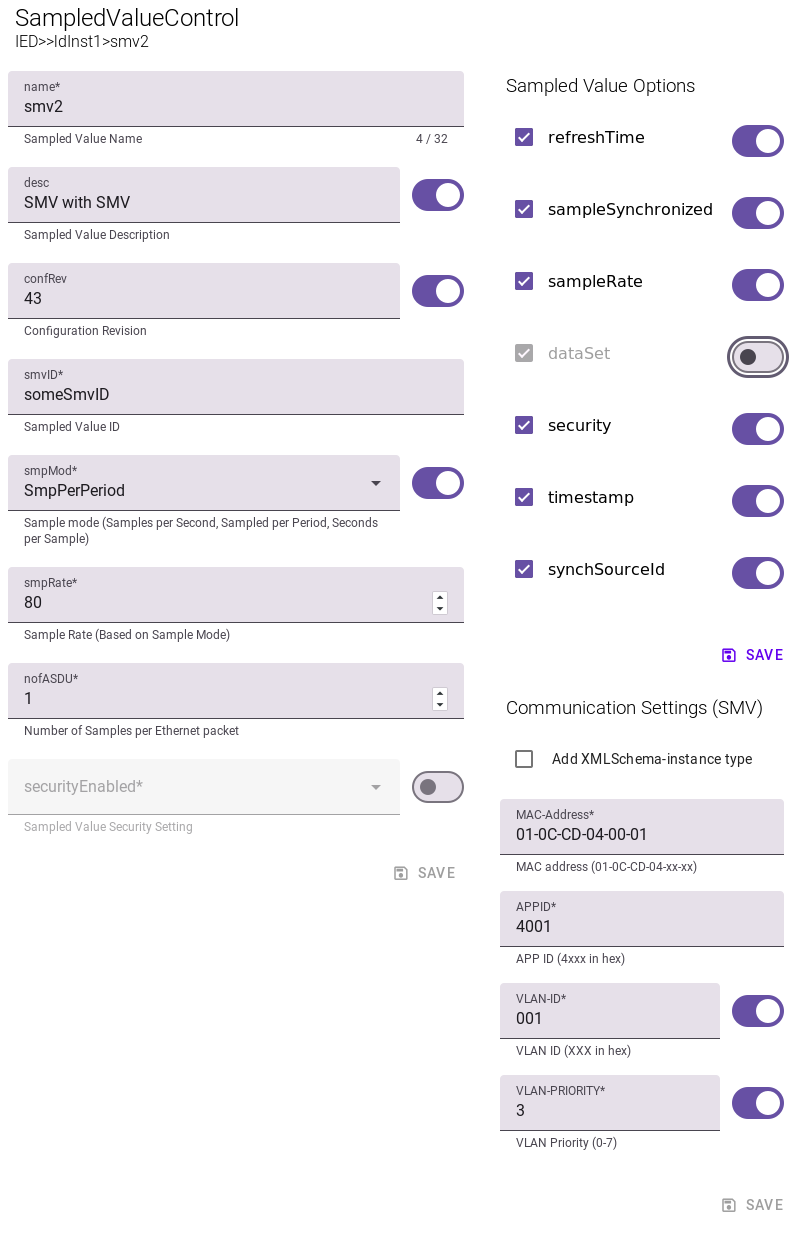 SampledValueControl
IED>>ldInst1>smv2
name*
smv2
Sampled Value Name
4 / 32
desc
SMV with SMV
Sampled Value Description
confRev
43
Configuration Revision
smvID*
someSmvID
Sampled Value ID
smpMod*
SmpPerPeriod
Sample mode (Samples per Second, Sampled per Period, Seconds
per Sample)
smpRate*
80
Sample Rate (Based on Sample Mode)
nofASDU*
1
Number of Samples per Ethernet packet
securityEnabled*
Sampled Value Security Setting
SAVE
Sampled Value Options
refreshTime
sampleSynchronized
sampleRate
dataSet
security
timestamp
synchSourceId
SAVE
Communication Settings (SMV)
Add XMLSchema-instance type
MAC-Address*
01-0C-CD-04-00-01
MAC address (01-0C-CD-04-xx-xx)
APPID*
4001
APP ID (4xxx in hex)
VLAN-ID*
001
VLAN ID (XXX in hex)
VLAN-PRIORITY*
3
VLAN Priority (0-7)
SAVE